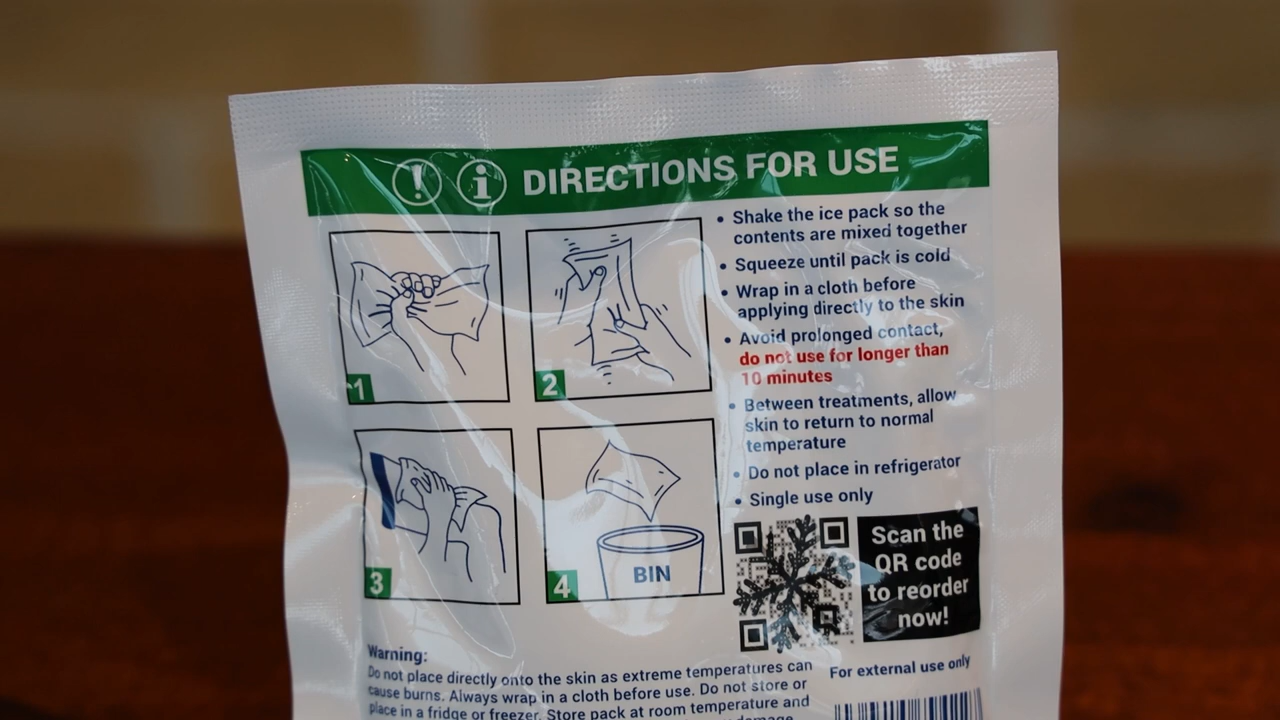 DIRECTIONS FOR USE
1
2
3
4
BIN
• Shake the ice pack so the
contents are mixed together
• Squeeze until pack is cold
• Wrap in a cloth before
applying directly to the skin
• Avoid prolonged contact,
do not use for longer than
10 minutes
• Between treatments, allow
skin to return to normal
temperature
• Do not place in refrigerator
• Single use only
Scan the
QR code
to reorder
now!
Warning:
Do not place directly onto the skin as extreme temperatures can
cause burns. Always wrap in a cloth before use. Do not store or
place in a fridge or freezer. Store pack at room temperature and
damage
For external use only